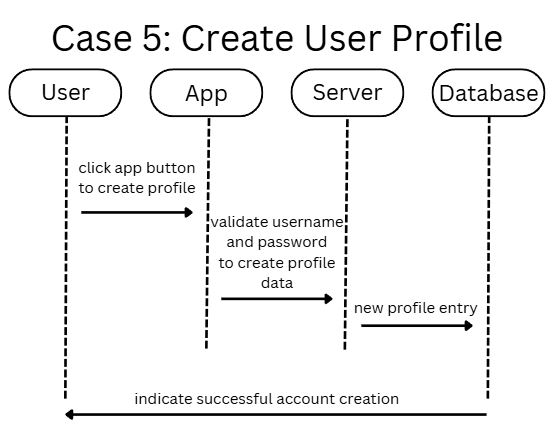 Case 5: Create User Profile
User
App
Server
Database
click app button
to create profile
validate username
and password
to create profile
data
new profile entry
indicate successful account creation